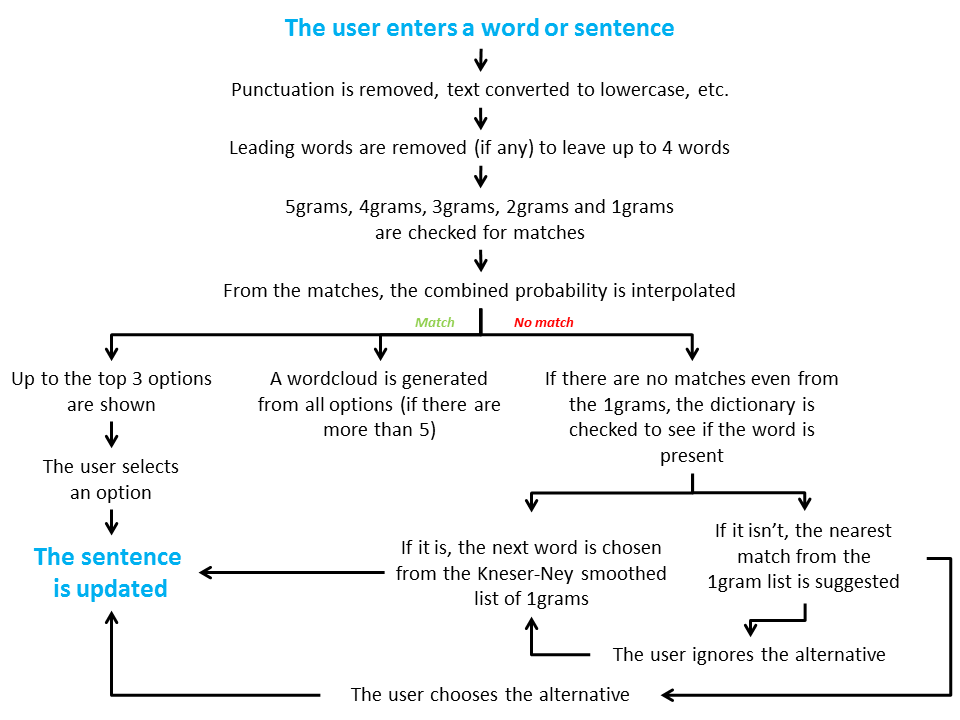 The user enters a word or sentence
Punctuation is removed, text converted to lowercase, etc.
Leading words are removed (if any) to leave up to 4 words
5grams, 4grams, 3grams, 2grams and 1grams
are checked for matches
From the matches, the combined probability is interpolated
Match
No match
Up to the top 3 options
are shown
A wordcloud is generated
from all options (if there are
more than 5)
If there are no matches even from
the 1grams, the dictionary is
checked to see if the word is
present
The user selects
an option
The sentence
is updated
If it is, the next word is chosen
from the Kneser-Ney smoothed
list of 1grams
If it isn’t, the nearest
match from the
1gram list is suggested
The user ignores the alternative
The user chooses the alternative